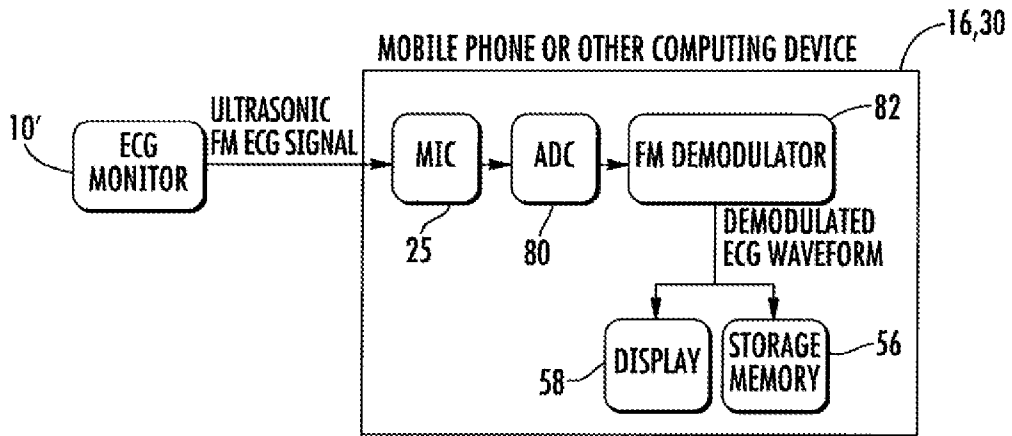 16,30
MOBILE PHONE OR OTHER COMPUTING DEVICE
10'
ECG
MONITOR
ULTRASONIC
FM ECG SIGNAL
MIC
25
ADC
80
FM DEMODULATOR
82
DEMODULATED
ECG WAVEFORM
DISPLAY
58
STORAGE
MEMORY
56